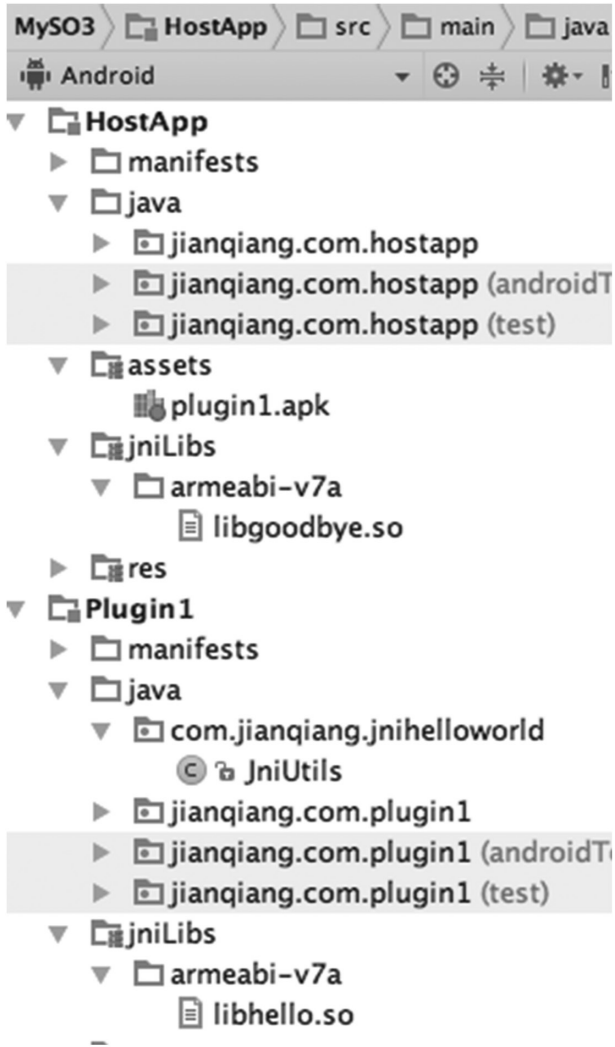 MySO3 HostApp src main java
Android
HostApp
manifests
java
jianqiang.com.hostapp
jianqiang.com.hostapp (androidT
jianqiang.com.hostapp (test)
assets
plugin1.apk
jniLibs
armeabi-v7a
libgoodbye.so
res
Plugin1
manifests
java
com.jianqiang.jnihelloworld
C JniUtils
jianqiang.com.plugin1
jianqiang.com.plugin1 (androidTe
jianqiang.com.plugin1 (test)
jniLibs
armeabi-v7a
libhello.so